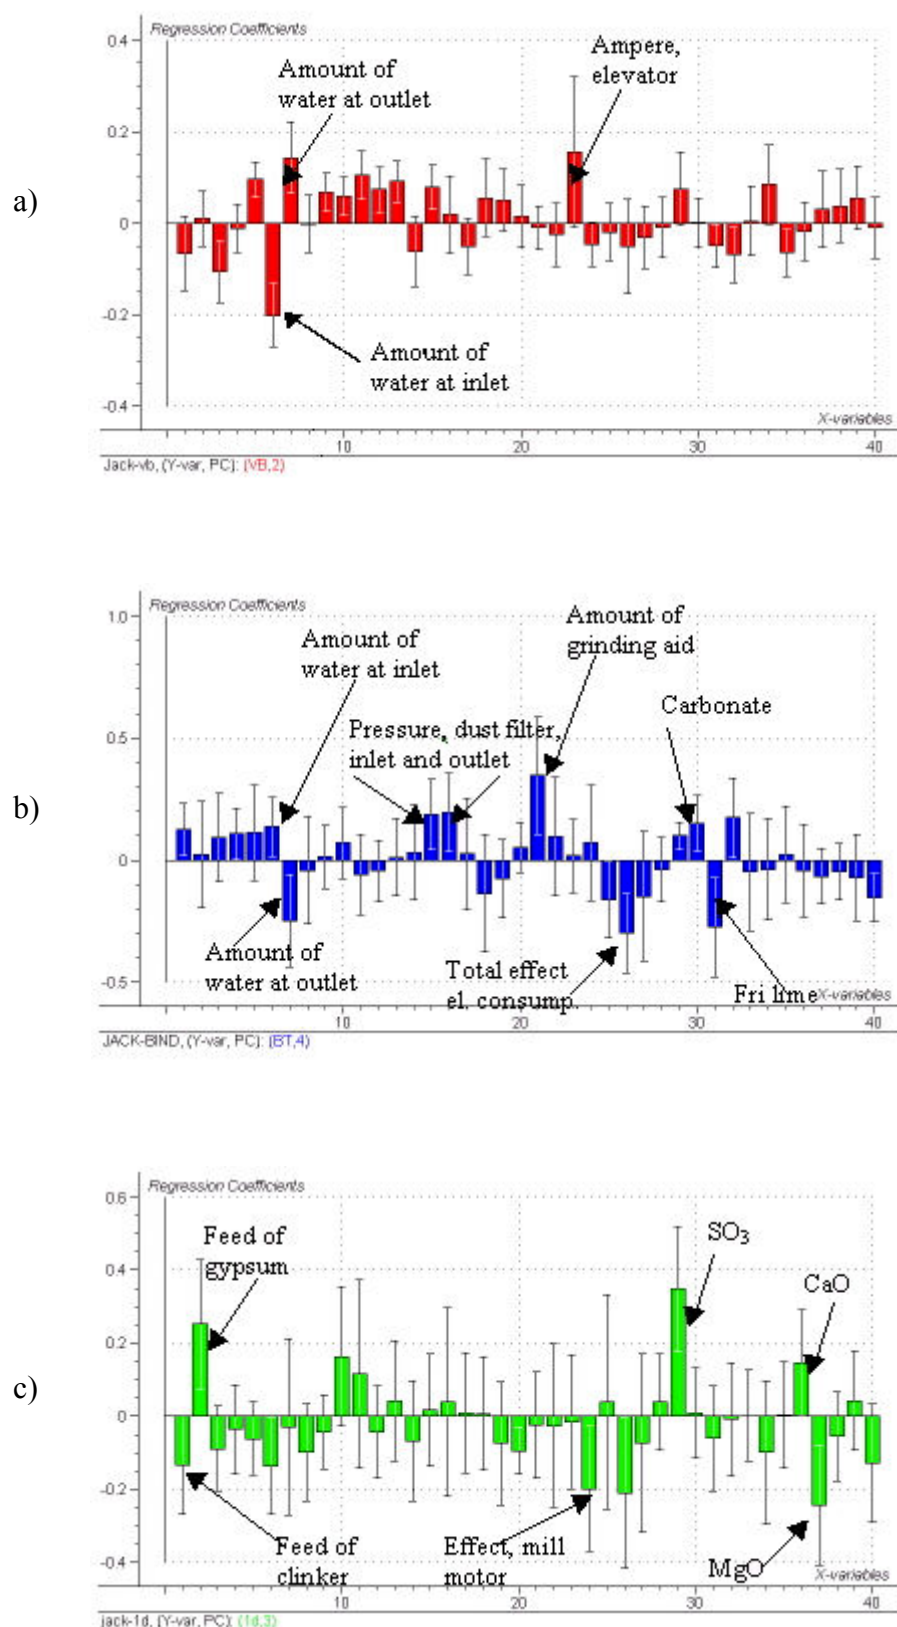 Regression Coefficients
0.4
Amount of
water at outlet
Ampere,
elevator
0.2
a)
0
-0.2
Amount of
water at inlet
-0.4
X-variables
10 20 30 40
Jack-vb, (Y-var, PC): (VB,2)
Regression Coefficients
1.0
Amount of
grinding aid
Amount of
water at inlet
Carbonate
Pressure, dust filter,
inlet and outlet
0.5
b)
0
Amount of
water at outlet
Total effect
el. consump.
Fri lime
-0.5
X-variables
10 20 30 40
JACK-BIND, (Y-var, PC): (BT,4)
Regression Coefficients
0.6
Feed of
gypsum
SO₃
0.4
CaO
0.2
c)
0
-0.2
Feed of
clinker
Effect, mill
motor
MgO
-0.4
X-variables
10 20 30 40
jack-1d, (Y-var, PC): (1d,3)